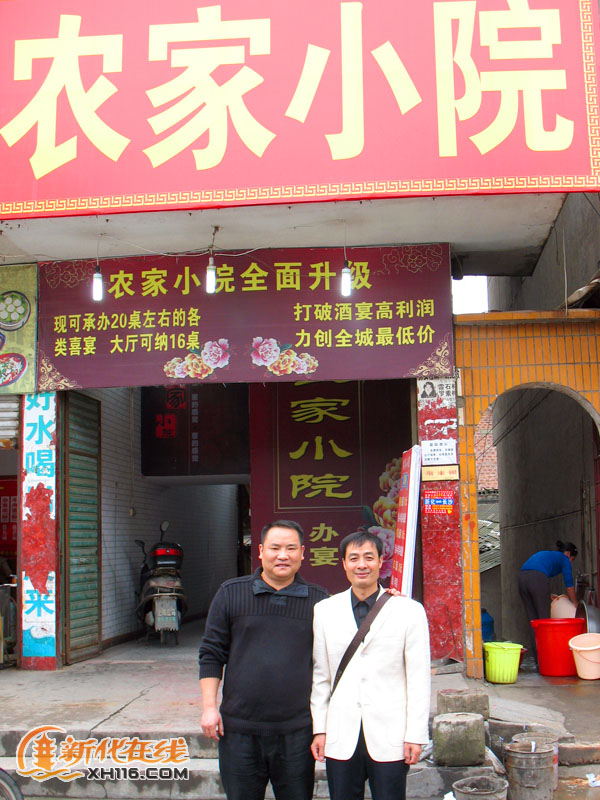 农家小院
农家小院全面升级
现可承办20桌左右的各
类喜宴 大厅可纳16桌
打破酒宴高利润
力创全城最低价
家小院
办宴
好水喝
来
新化在线
XH116.COM